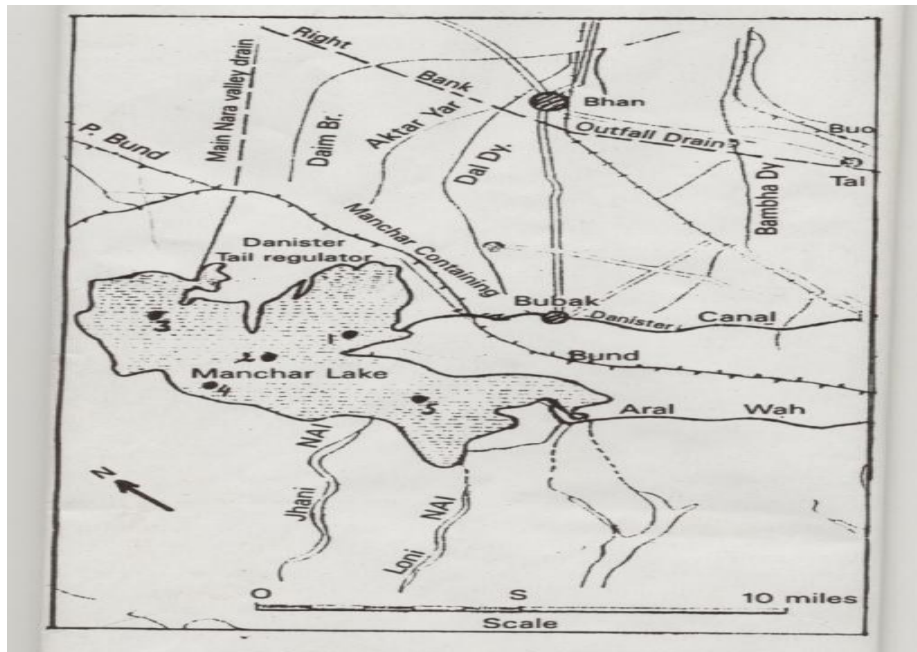 Right
Bank
Outfall Drain
Main Nara valley drain
Daim Br.
Aktar Yar
Dal Dy.
Bhan
Buo
Tal
Bambha Dy
P. Bund
Manchar Containing
Bund
Danister
Tail regulator
Bubak
Danister
Canal
3
1
2
Manchar Lake
4
5
Aral Wah
N
NAI
Jhani
NAI
Loni
O S 10 miles
Scale